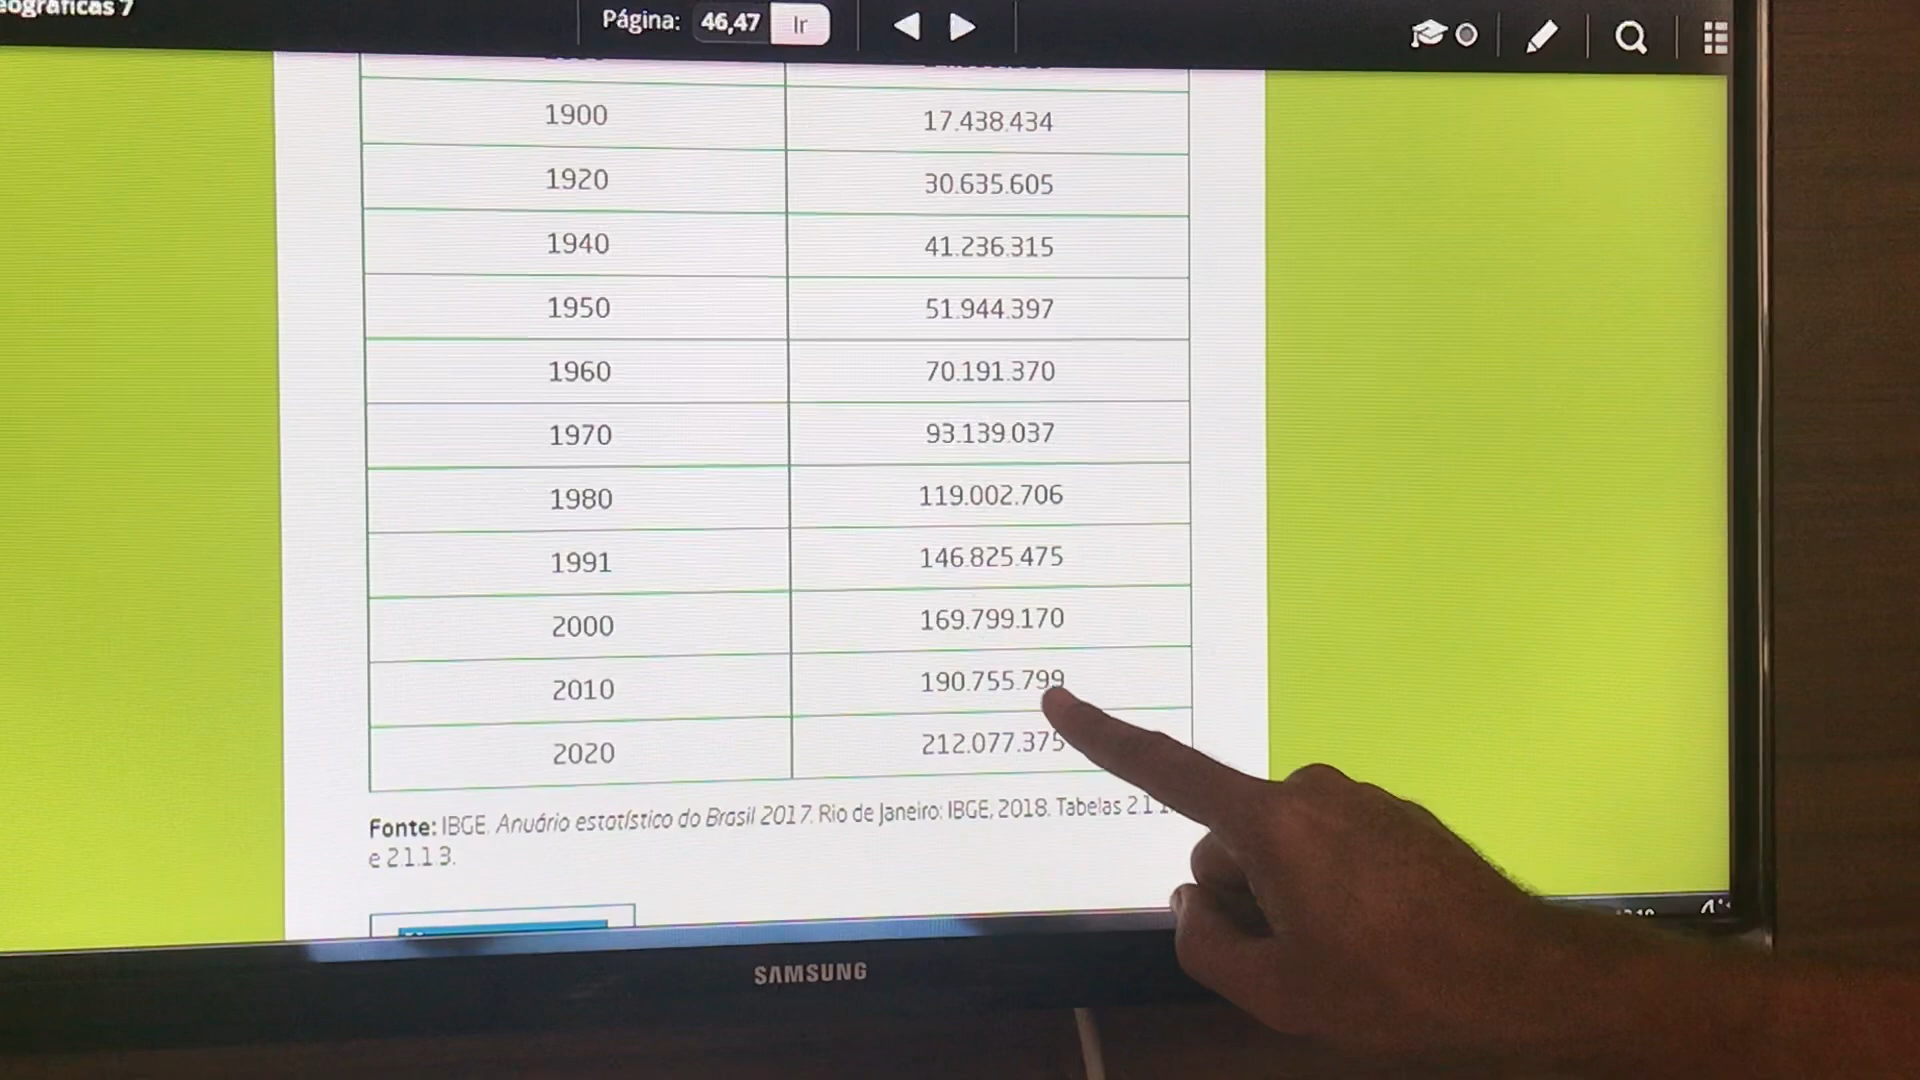 eográficas 7
Página: 46,47 Ir
1900 17.438.434
1920 30.635.605
1940 41.236.315
1950 51.944.397
1960 70.191.370
1970 93.139.037
1980 119.002.706
1991 146.825.475
2000 169.799.170
2010 190.755.799
2020 212.077.375
Fonte: IBGE. Anuário estatístico do Brasil 2017. Rio de Janeiro: IBGE, 2018. Tabelas 2.1.1.
e 2.1.1.3.
SAMSUNG